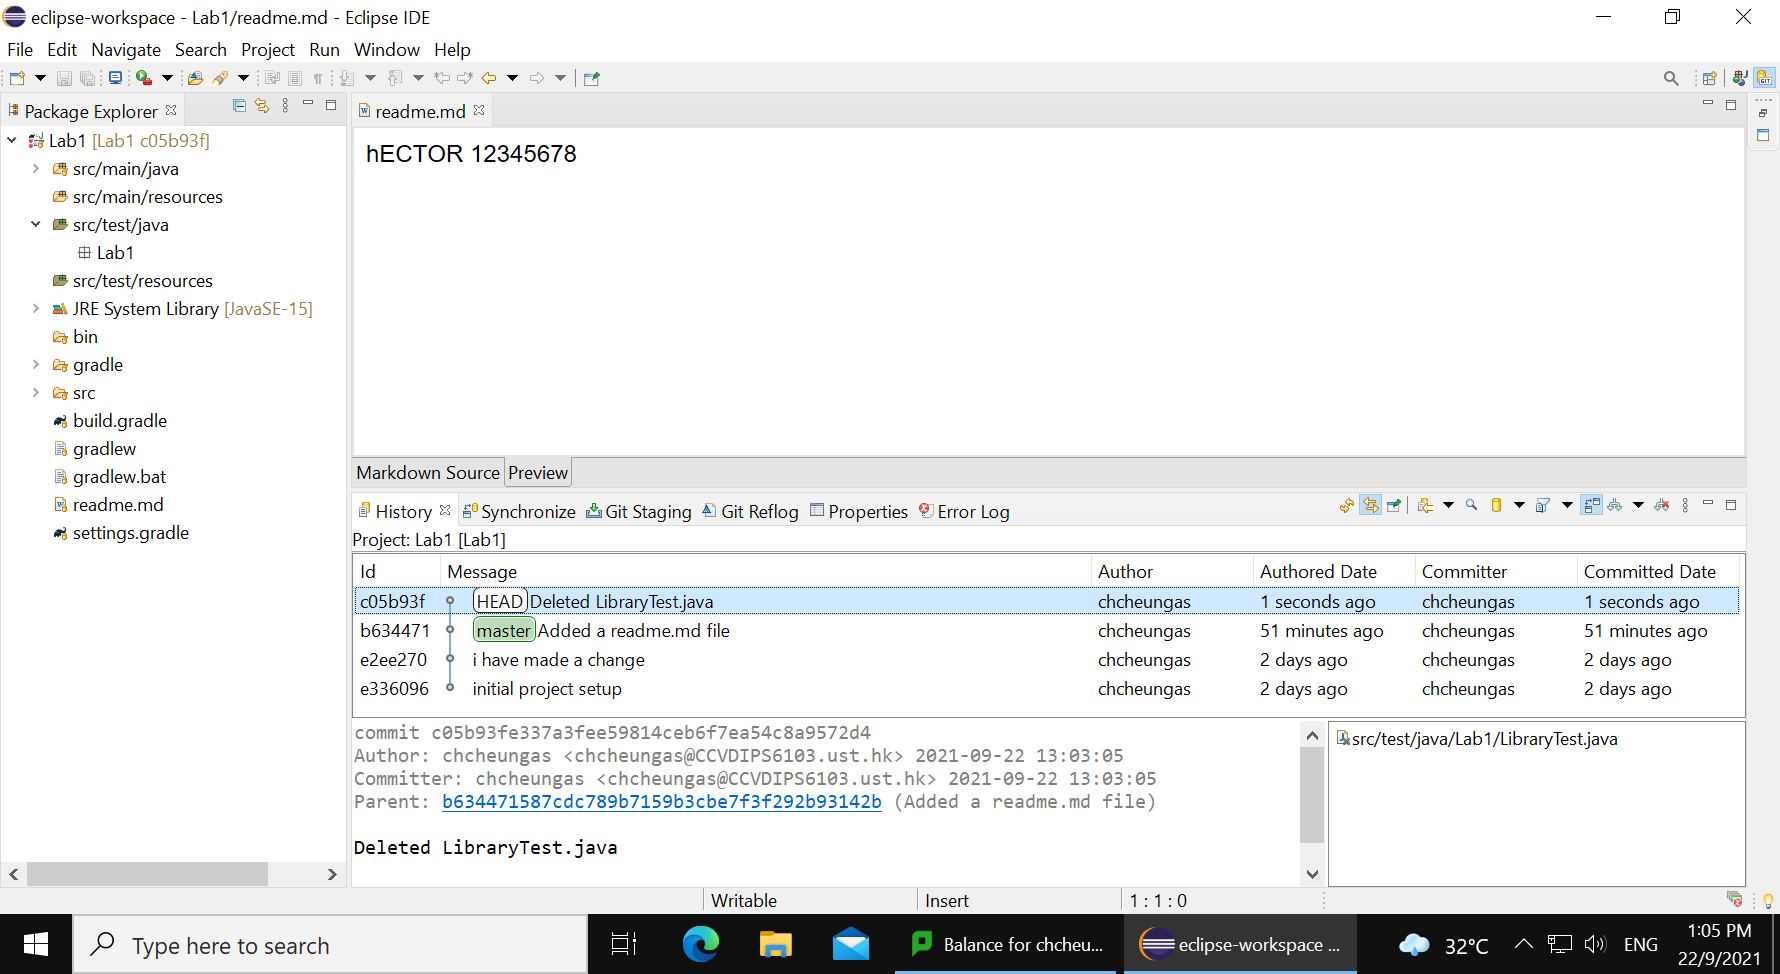 eclipse-workspace - Lab1/readme.md - Eclipse IDE
File Edit Navigate Search Project Run Window Help
Package Explorer
Lab1 [Lab1 c05b93f]
src/main/java
src/main/resources
src/test/java
Lab1
src/test/resources
JRE System Library [JavaSE-15]
bin
gradle
src
build.gradle
gradlew
gradlew.bat
readme.md
settings.gradle
readme.md
hECTOR 12345678
Markdown Source Preview
History Synchronize Git Staging Git Reflog Properties Error Log
Project: Lab1 [Lab1]
Id Message Author Authored Date Committer Committed Date
c05b93f HEAD Deleted LibraryTest.java chcheungas 1 seconds ago chcheungas 1 seconds ago
b634471 master Added a readme.md file chcheungas 51 minutes ago chcheungas 51 minutes ago
e2ee270 i have made a change chcheungas 2 days ago chcheungas 2 days ago
e336096 initial project setup chcheungas 2 days ago chcheungas 2 days ago
commit c05b93fe337a3fee59814ceb6f7ea54c8a9572d4
Author: chcheungas <chcheungas@CCVDIPS6103.ust.hk> 2021-09-22 13:03:05
Committer: chcheungas <chcheungas@CCVDIPS6103.ust.hk> 2021-09-22 13:03:05
Parent: b634471587cdc789b7159b3cbe7f3f292b93142b (Added a readme.md file)
Deleted LibraryTest.java
src/test/java/Lab1/LibraryTest.java
Writable Insert 1 : 1 : 0
Type here to search
Balance for chcheu...
eclipse-workspace ...
32°C
ENG
1:05 PM
22/9/2021